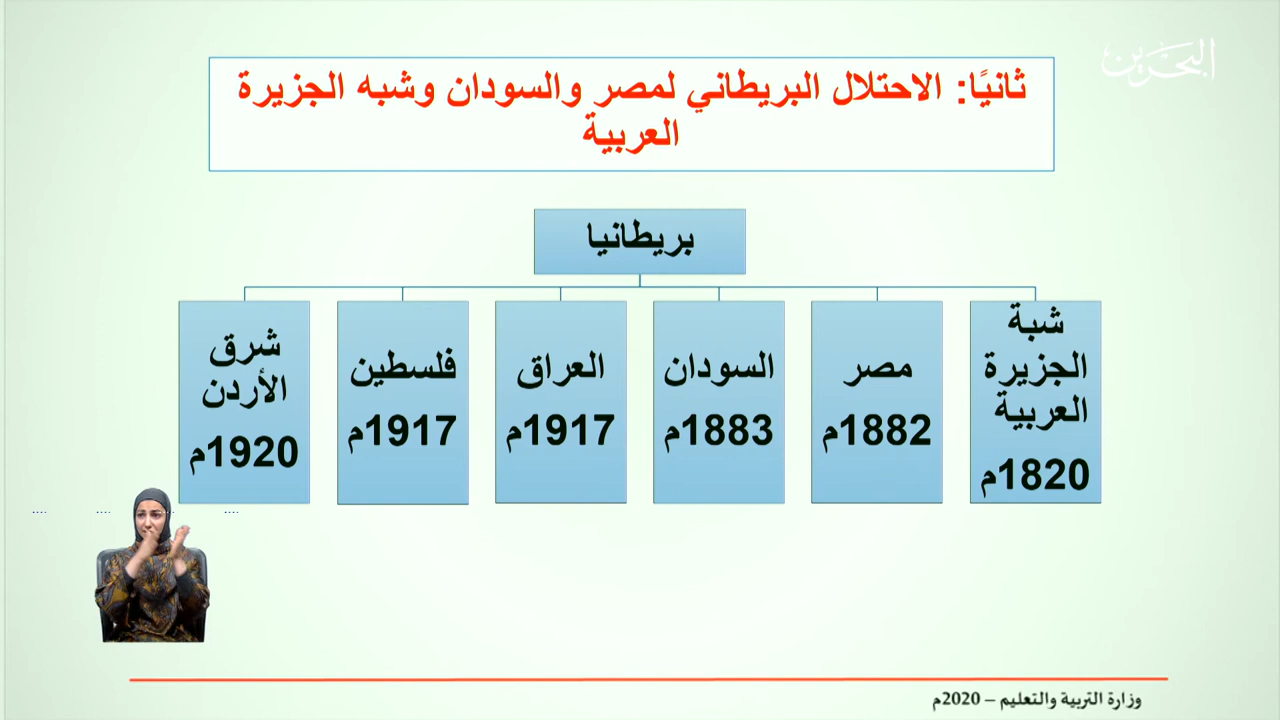 البحرين
ثانيًا: الاحتلال البريطاني لمصر والسودان وشبه الجزيرة
العربية
بريطانيا
شبة
الجزيرة
العربية
1820م
مصر
1882م
السودان
1883م
العراق
1917م
فلسطين
1917م
شرق
الأردن
1920م
وزارة التربية والتعليم – 2020م